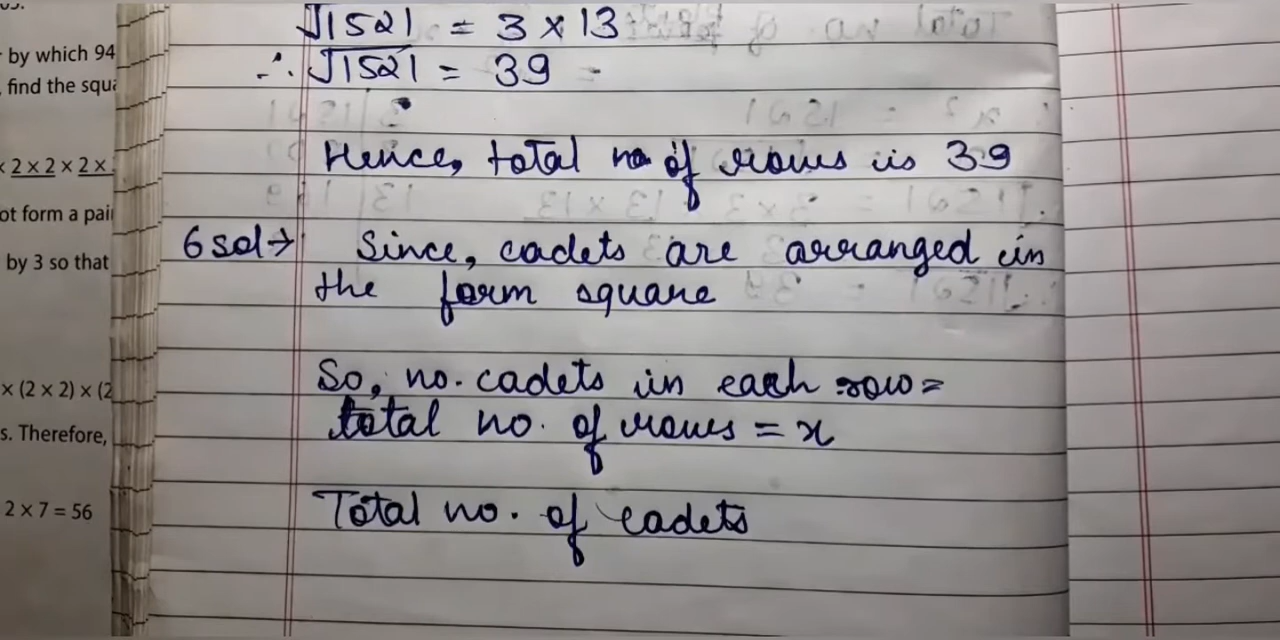 by which 94
find the squa
× 2 × 2 × 2 ×
ot form a pai
by 3 so that
× (2 × 2) × (2
s. Therefore,
2 × 7 = 56
√1521 = 3 × 13
∴ √1521 = 39
Hence, total no of rows is 39
6 sol→ Since, cadets are arranged in
the form square
So, no. cadets in each row =
total no. of rows = x
Total no. of cadets